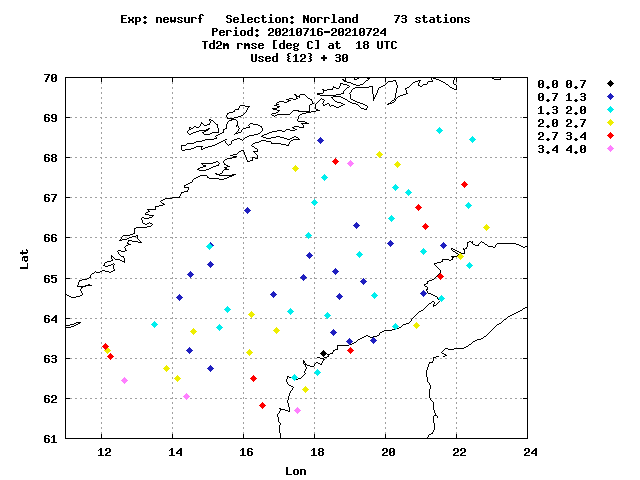 Exp: newsurf Selection: Norrland 73 stations
Period: 20210716-20210724
Td2m rmse [deg C] at 18 UTC
Used {12} + 30
0.0 0.7
0.7 1.3
1.3 2.0
2.0 2.7
2.7 3.4
3.4 4.0
70
69
68
67
66
65
64
63
62
61
Lat
12 14 16 18 20 22 24
Lon